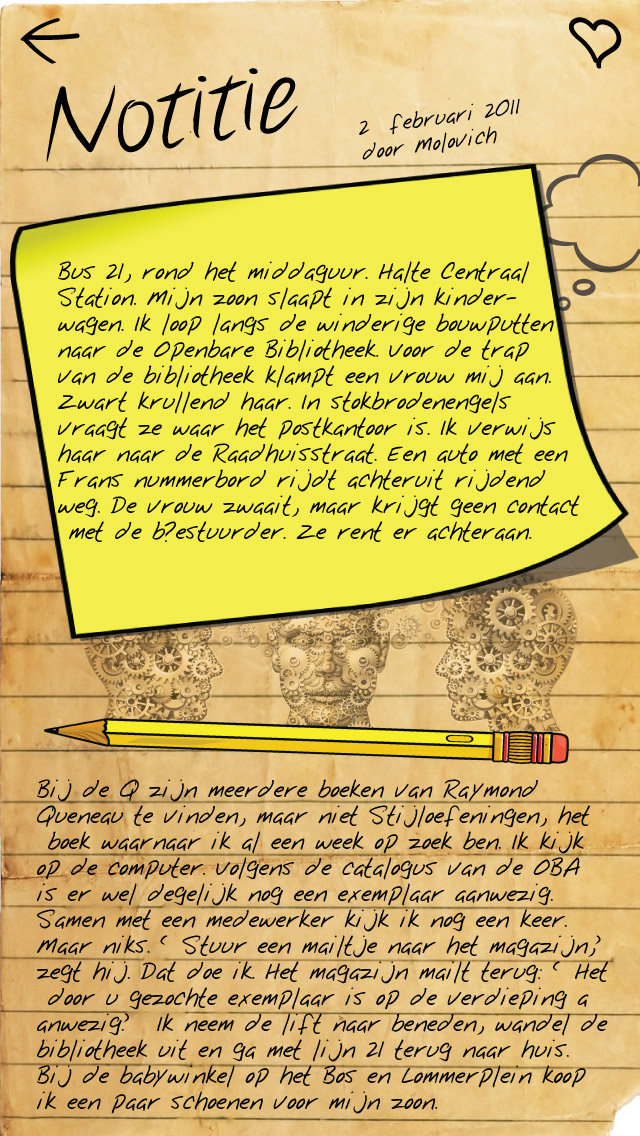 Notitie
2 februari 2011
door molovich
Bus 21, rond het middaguur. Halte Centraal
Station. Mijn zoon slaapt in zijn kinder-
wagen. Ik loop langs de winderige bouwputten
naar de Openbare Bibliotheek. Voor de trap
van de bibliotheek klampt een vrouw mij aan.
Zwart krullend haar. In stokbrodenengels
vraagt ze waar het postkantoor is. Ik verwijs
haar naar de Raadhuisstraat. Een auto met een
Frans nummerbord rijdt achteruit rijdend
weg. De vrouw zwaait, maar krijgt geen contact
met de b?estuurder. Ze rent er achteraan.
Bij de Q zijn meerdere boeken van Raymond
Queneau te vinden, maar niet Stijloefeningen, het
boek waarnaar ik al een week op zoek ben. Ik kijk
op de computer. Volgens de catalogus van de OBA
is er wel degelijk nog een exemplaar aanwezig.
Samen met een medewerker kijk ik nog een keer.
Maar niks. ‘ Stuur een mailtje naar het magazijn,’
zegt hij. Dat doe ik. Het magazijn mailt terug: ‘ Het
door u gezochte exemplaar is op de verdieping a
anwezig.’ Ik neem de lift naar beneden, wandel de
bibliotheek uit en ga met lijn 21 terug naar huis.
Bij de babywinkel op het Bos en Lommerplein koop
ik een paar schoenen voor mijn zoon.